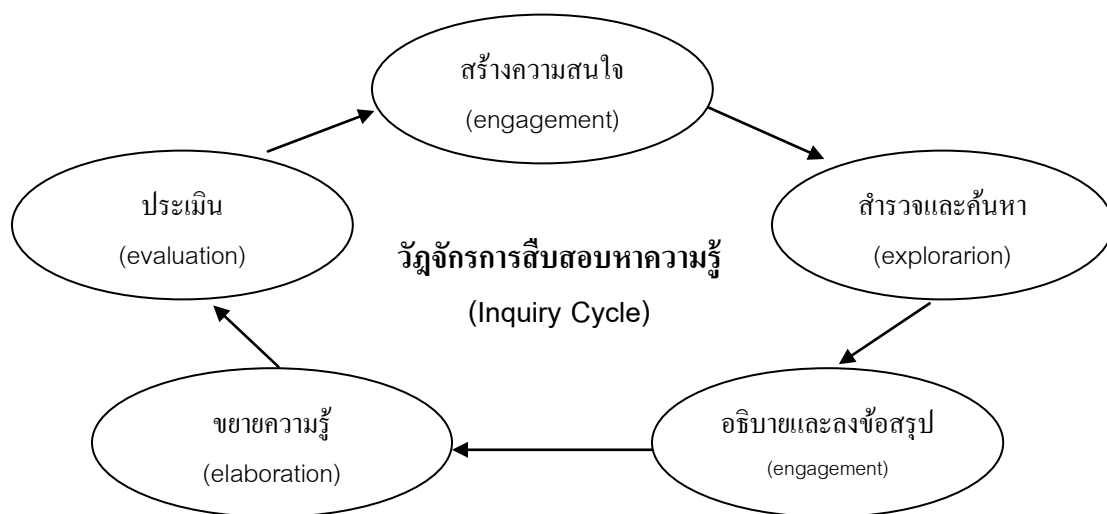 สร้างความสนใจ
(engagement)
สำรวจและค้นหา
(explorarion)
อธิบายและลงข้อสรุป
(engagement)
ขยายความรู้
(elaboration)
ประเมิน
(evaluation)
วัฎจักรการสืบสอบหาความรู้
(Inquiry Cycle)